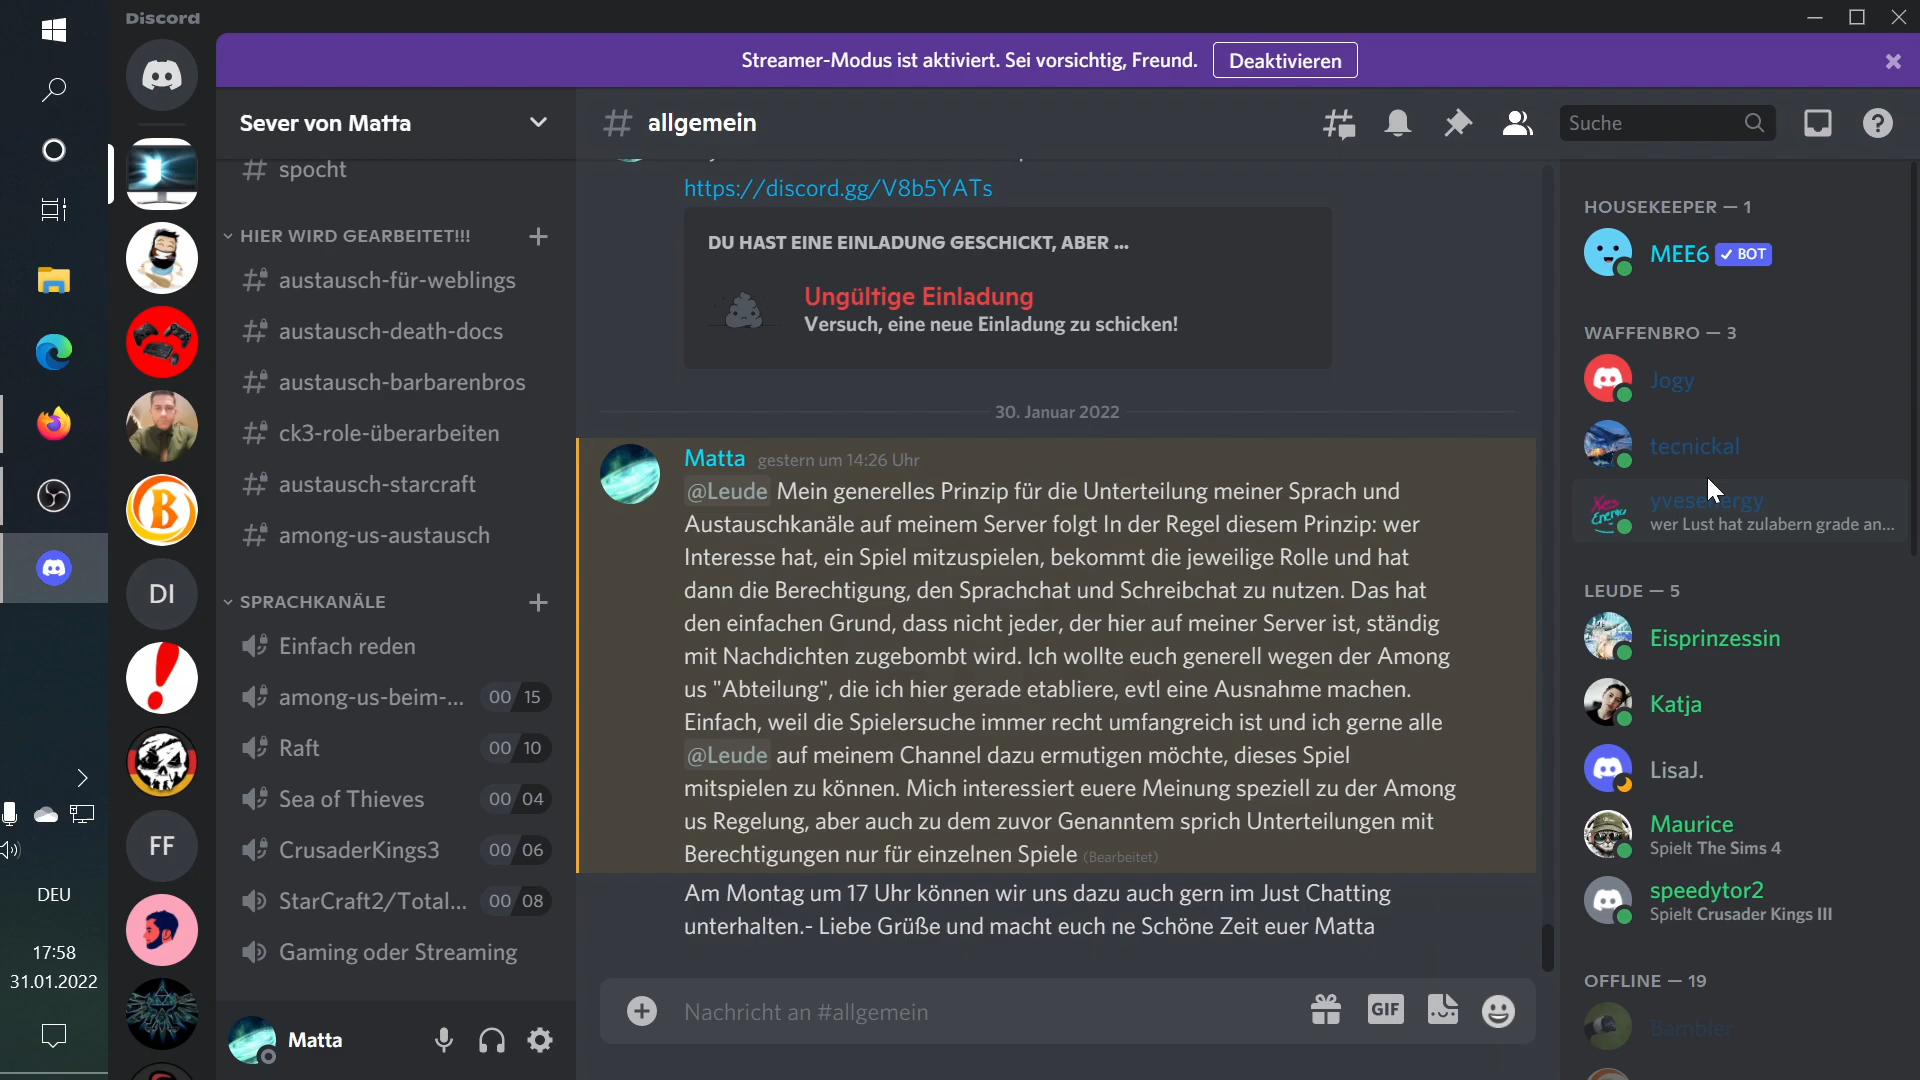 Discord
Streamer-Modus ist aktiviert. Sei vorsichtig, Freund.
Deaktivieren
Sever von Matta
spocht
HIER WIRD GEARBEITET!!!
austausch-für-weblings
austausch-death-docs
austausch-barbarenbros
ck3-role-überarbeiten
austausch-starcraft
among-us-austausch
SPRACHKANÄLE
Einfach reden
among-us-beim-... 00 15
Raft 00 10
Sea of Thieves 00 04
CrusaderKings3 00 06
StarCraft2/Total... 00 08
Gaming oder Streaming
Matta
DI
FF
DEU
17:58
31.01.2022
# allgemein
Suche
https://discord.gg/V8b5YATs
DU HAST EINE EINLADUNG GESCHICKT, ABER ...
Ungültige Einladung
Versuch, eine neue Einladung zu schicken!
30. Januar 2022
Matta gestern um 14:26 Uhr
@Leude Mein generelles Prinzip für die Unterteilung meiner Sprach und
Austauschkanäle auf meinem Server folgt In der Regel diesem Prinzip: wer
Interesse hat, ein Spiel mitzuspielen, bekommt die jeweilige Rolle und hat
dann die Berechtigung, den Sprachchat und Schreibchat zu nutzen. Das hat
den einfachen Grund, dass nicht jeder, der hier auf meiner Server ist, ständig
mit Nachdichten zugebombt wird. Ich wollte euch generell wegen der Among
us "Abteilung", die ich hier gerade etabliere, evtl eine Ausnahme machen.
Einfach, weil die Spielersuche immer recht umfangreich ist und ich gerne alle
@Leude auf meinem Channel dazu ermutigen möchte, dieses Spiel
mitspielen zu können. Mich interessiert euere Meinung speziell zu der Among
us Regelung, aber auch zu dem zuvor Genanntem sprich Unterteilungen mit
Berechtigungen nur für einzelnen Spiele (Bearbeitet)
Am Montag um 17 Uhr können wir uns dazu auch gern im Just Chatting
unterhalten.- Liebe Grüße und macht euch ne Schöne Zeit euer Matta
Nachricht an #allgemein
GIF
HOUSEKEEPER — 1
MEE6 BOT
WAFFENBRO — 3
Jogy
tecnickal
yvesenergy
wer Lust hat zulabern grade an...
LEUDE — 5
Eisprinzessin
Katja
LisaJ.
Maurice
Spielt The Sims 4
speedytor2
Spielt Crusader Kings III
OFFLINE — 19
Bambler